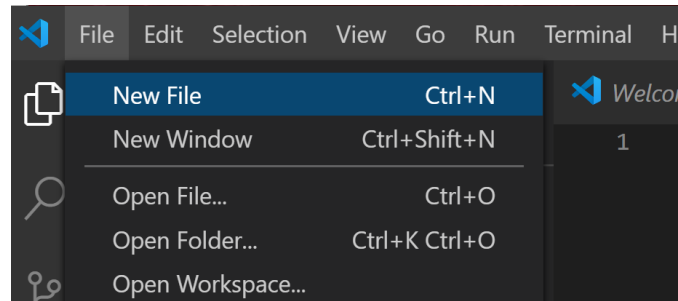 File Edit Selection View Go Run Terminal H
New File Ctrl+N
Welco
New Window Ctrl+Shift+N
1
Open File... Ctrl+O
Open Folder... Ctrl+K Ctrl+O
Open Workspace...